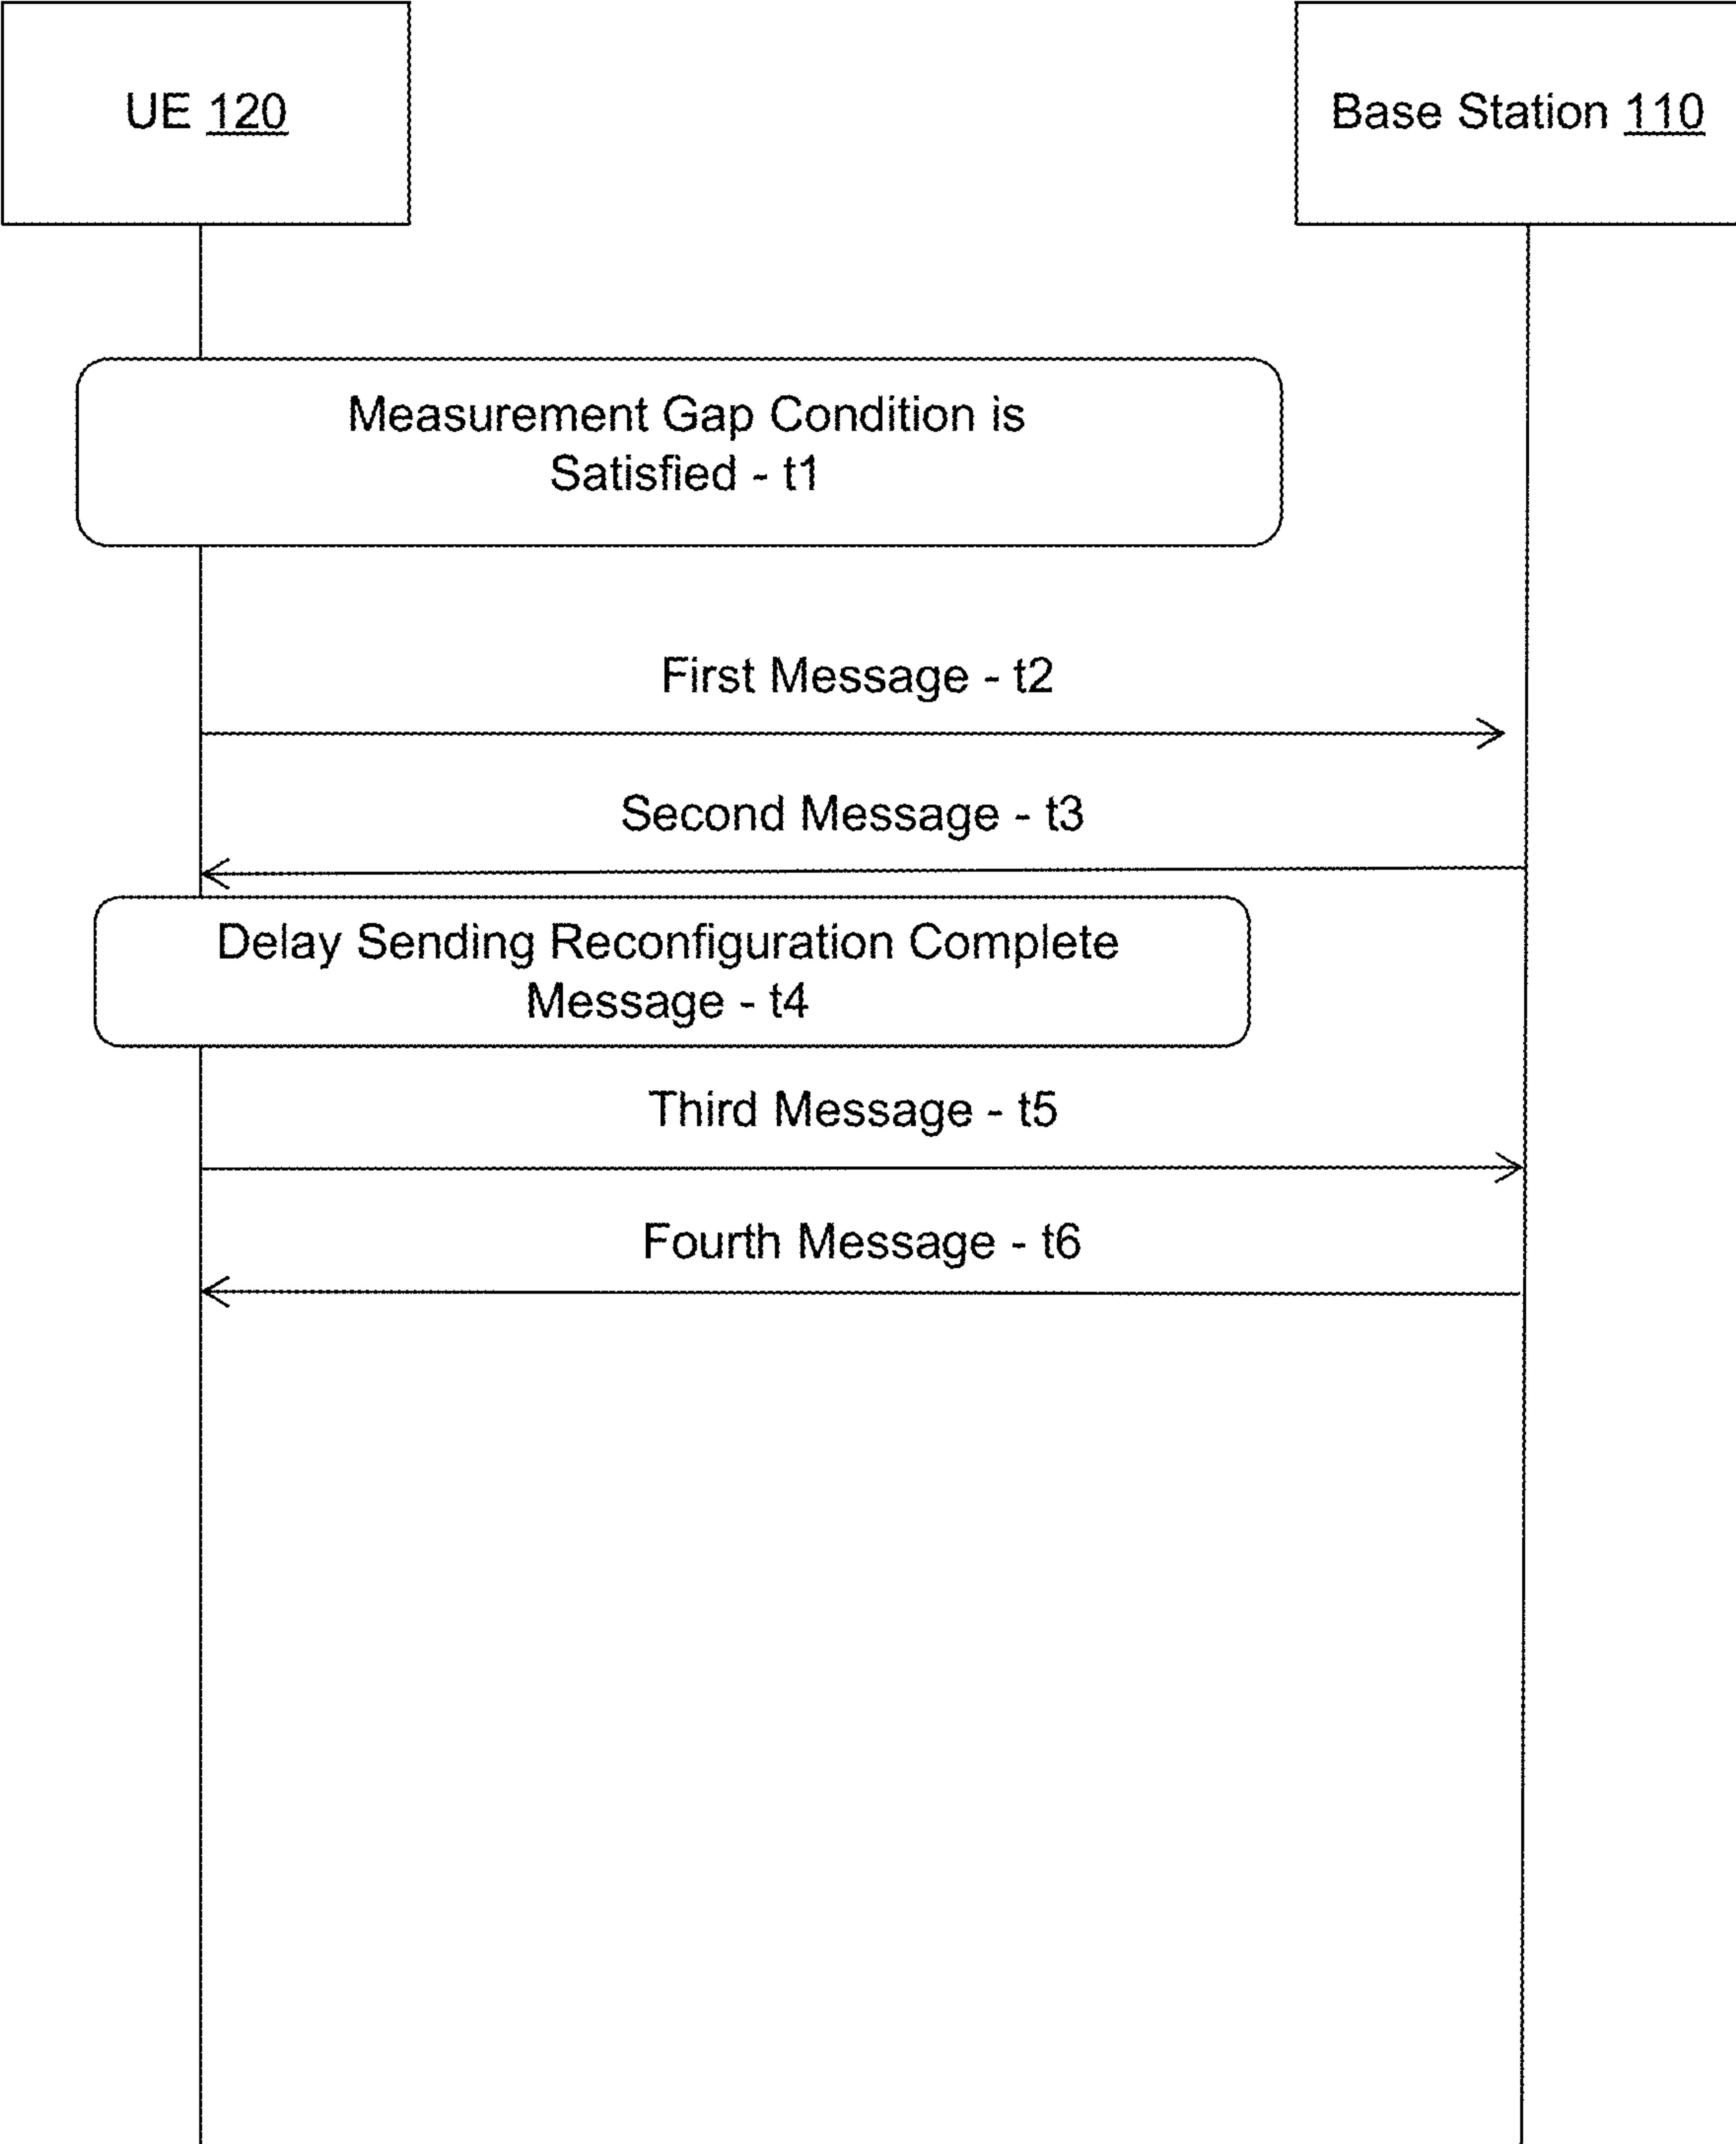 UE 120
Base Station 110
Measurement Gap Condition is
Satisfied - t1
First Message - t2
Second Message - t3
Delay Sending Reconfiguration Complete
Message - t4
Third Message - t5
Fourth Message - t6